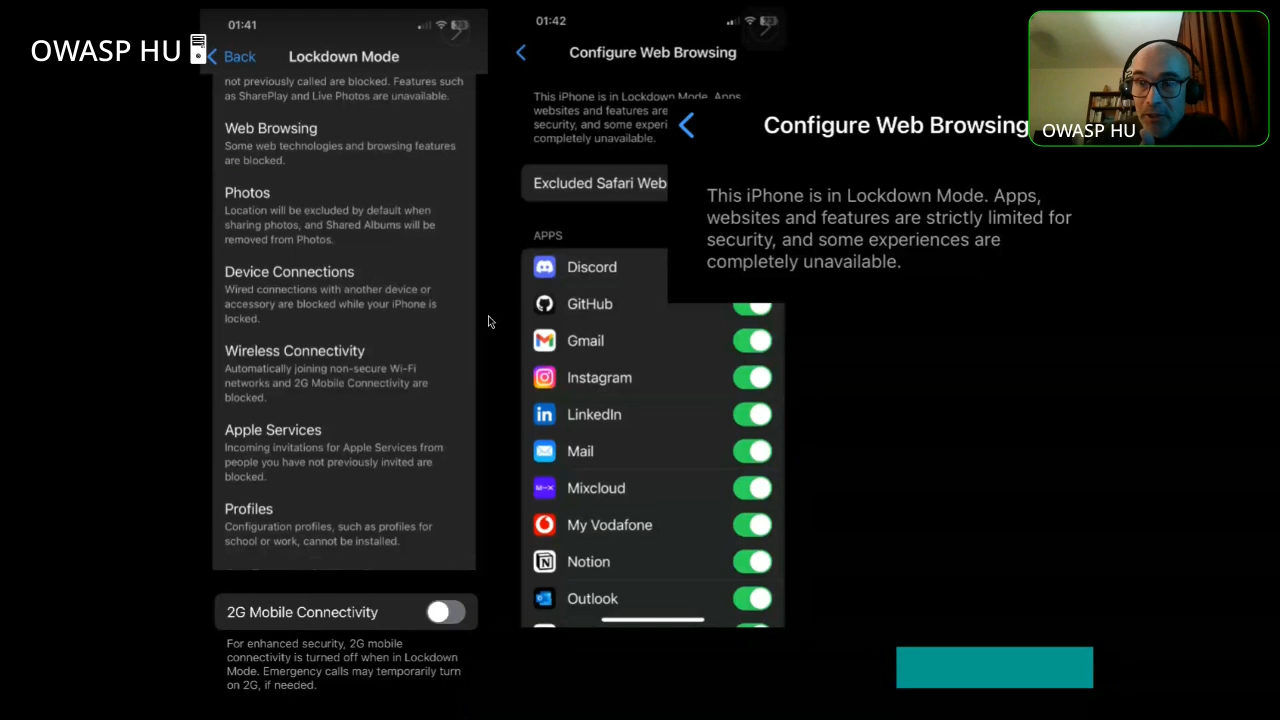 OWASP HU
01:41
73
Back
Lockdown Mode
not previously called are blocked. Features such
as SharePlay and Live Photos are unavailable.
Web Browsing
Some web technologies and browsing features
are blocked.
Photos
Location will be excluded by default when
sharing photos, and Shared Albums will be
removed from Photos.
Device Connections
Wired connections with another device or
accessory are blocked while your iPhone is
locked.
Wireless Connectivity
Automatically joining non-secure Wi-Fi
networks and 2G Mobile Connectivity are
blocked.
Apple Services
Incoming invitations for Apple Services from
people you have not previously invited are
blocked.
Profiles
Configuration profiles, such as profiles for
school or work, cannot be installed.
2G Mobile Connectivity
For enhanced security, 2G mobile
connectivity is turned off when in Lockdown
Mode. Emergency calls may temporarily turn
on 2G, if needed.
01:42
73
Configure Web Browsing
This iPhone is in Lockdown Mode. Apps,
websites and features are
security, and some experi
completely unavailable.
Excluded Safari Web
APPS
Discord
GitHub
Gmail
Instagram
LinkedIn
Mail
Mixcloud
My Vodafone
Notion
Outlook
Configure Web Browsing
This iPhone is in Lockdown Mode. Apps,
websites and features are strictly limited for
security, and some experiences are
completely unavailable.
OWASP HU